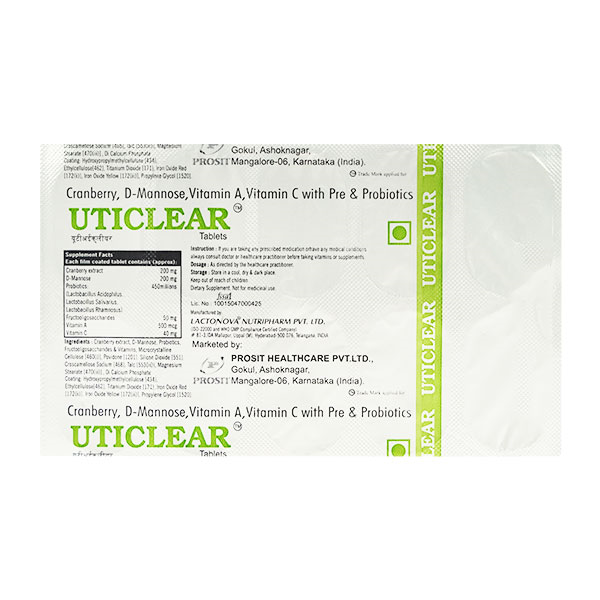 Croscarmellose Sodium (468), Talc [553(iii)], Magnesium
Stearate [470(iii)], Di Calcium Phosphate
Coating: Hydroxypropylmethylcellulose (464),
Ethylcellulose(462), Titanium Dioxide (171), Iron Oxide Red
[172(ii)], Iron Oxide Yellow [172(iii)], Propylene Glycol (1520).
PROSIT
Gokul, Ashoknagar,
Mangalore-06, Karnataka (India).
Trade Mark applied for
Cranberry, D-Mannose,Vitamin A,Vitamin C with Pre & Probiotics
UTICLEAR™
Tablets
Supplement Facts
Each film coated tablet contains (approx):
Cranberry extract 200 mg
D-Mannose 200 mg
Probiotics 450millions
(Lactobacillus Acidophilus,
Lactobacillus Salivarius,
Lactobacillus Rhamnosus)
Fructooligosaccharides 50 mg
Vitamin A 500 mcg
Vitamin C 40 mg
Ingredients : Cranberry extract, D-Mannose, Probiotics,
Fructooligosaccharides & Vitamins, Microcrystalline
Cellulose [460(i)], Povidone (1201), Silicon Dioxide (551)
Croscarmellose Sodium (468), Talc [553(iii)], Magnesium
Stearate [470(iii)], Di Calcium Phosphate
Coating: Hydroxypropylmethylcellulose (464),
Ethylcellulose(462), Titanium Dioxide (171), Iron Oxide Red
[172(ii)], Iron Oxide Yellow [172(iii)], Propylene Glycol (1520)
Instruction : If you are taking any prescribed medication orhave any medical conditions
always consult doctor or healthcare practitioner before taking vitamins or supplements.
Dosage : As directed by the healthcare practitioner.
Storage : Store in a cool, dry & dark place.
Keep out of reach of children
Dietary Supplement. Not for medicinal use.
fssai
Lic. No : 10015047000425
Manufactured by
LACTONOVA NUTRIPHARM PVT. LTD.
ISO 22000 and WHO GMP Compliance Certified Company
Marketed by:
PROSIT
PROSIT HEALTHCARE PVT.LTD.,
Gokul, Ashoknagar,
Mangalore-06, Karnataka (India).
Trade Mark applied for
Cranberry, D-Mannose,Vitamin A,Vitamin C with Pre & Probiotics
UTICLEAR™
Tablets
UTICLEAR